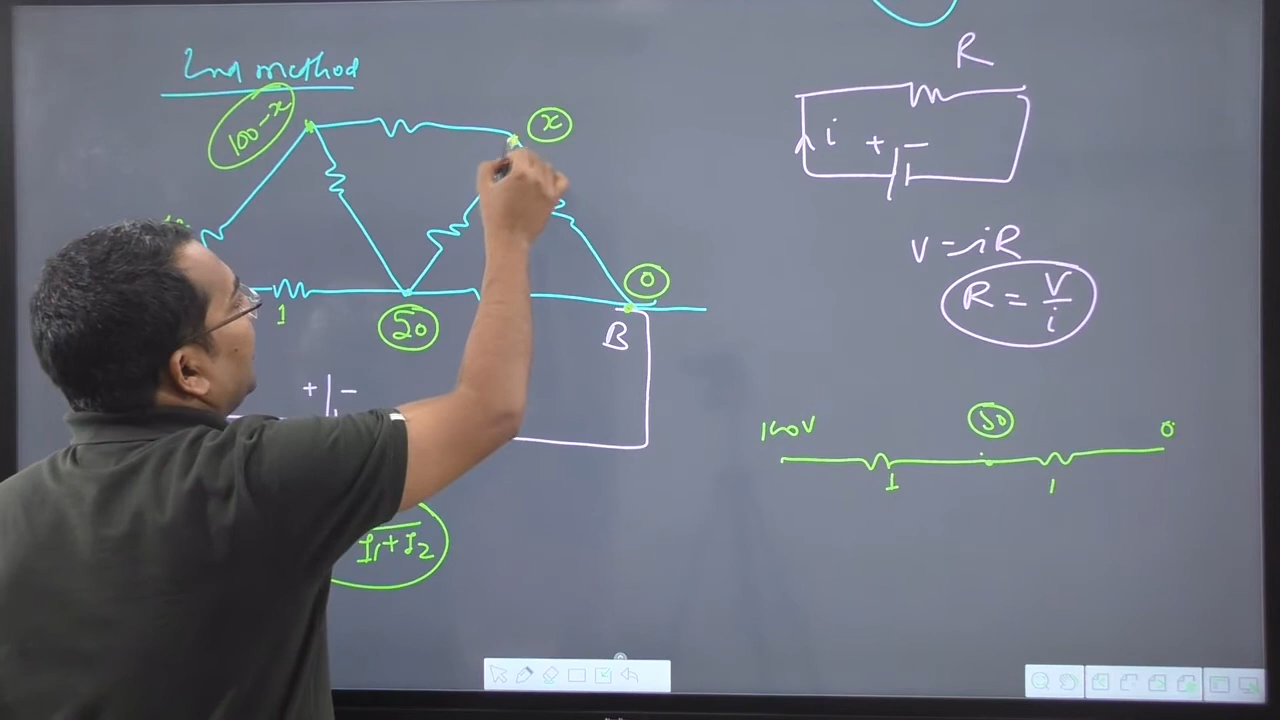 2nd method
100-x
x
1
50
0
B
+ -
I1+I2
R
i + -
V=iR
R = V/i
100V
50
0
1
1